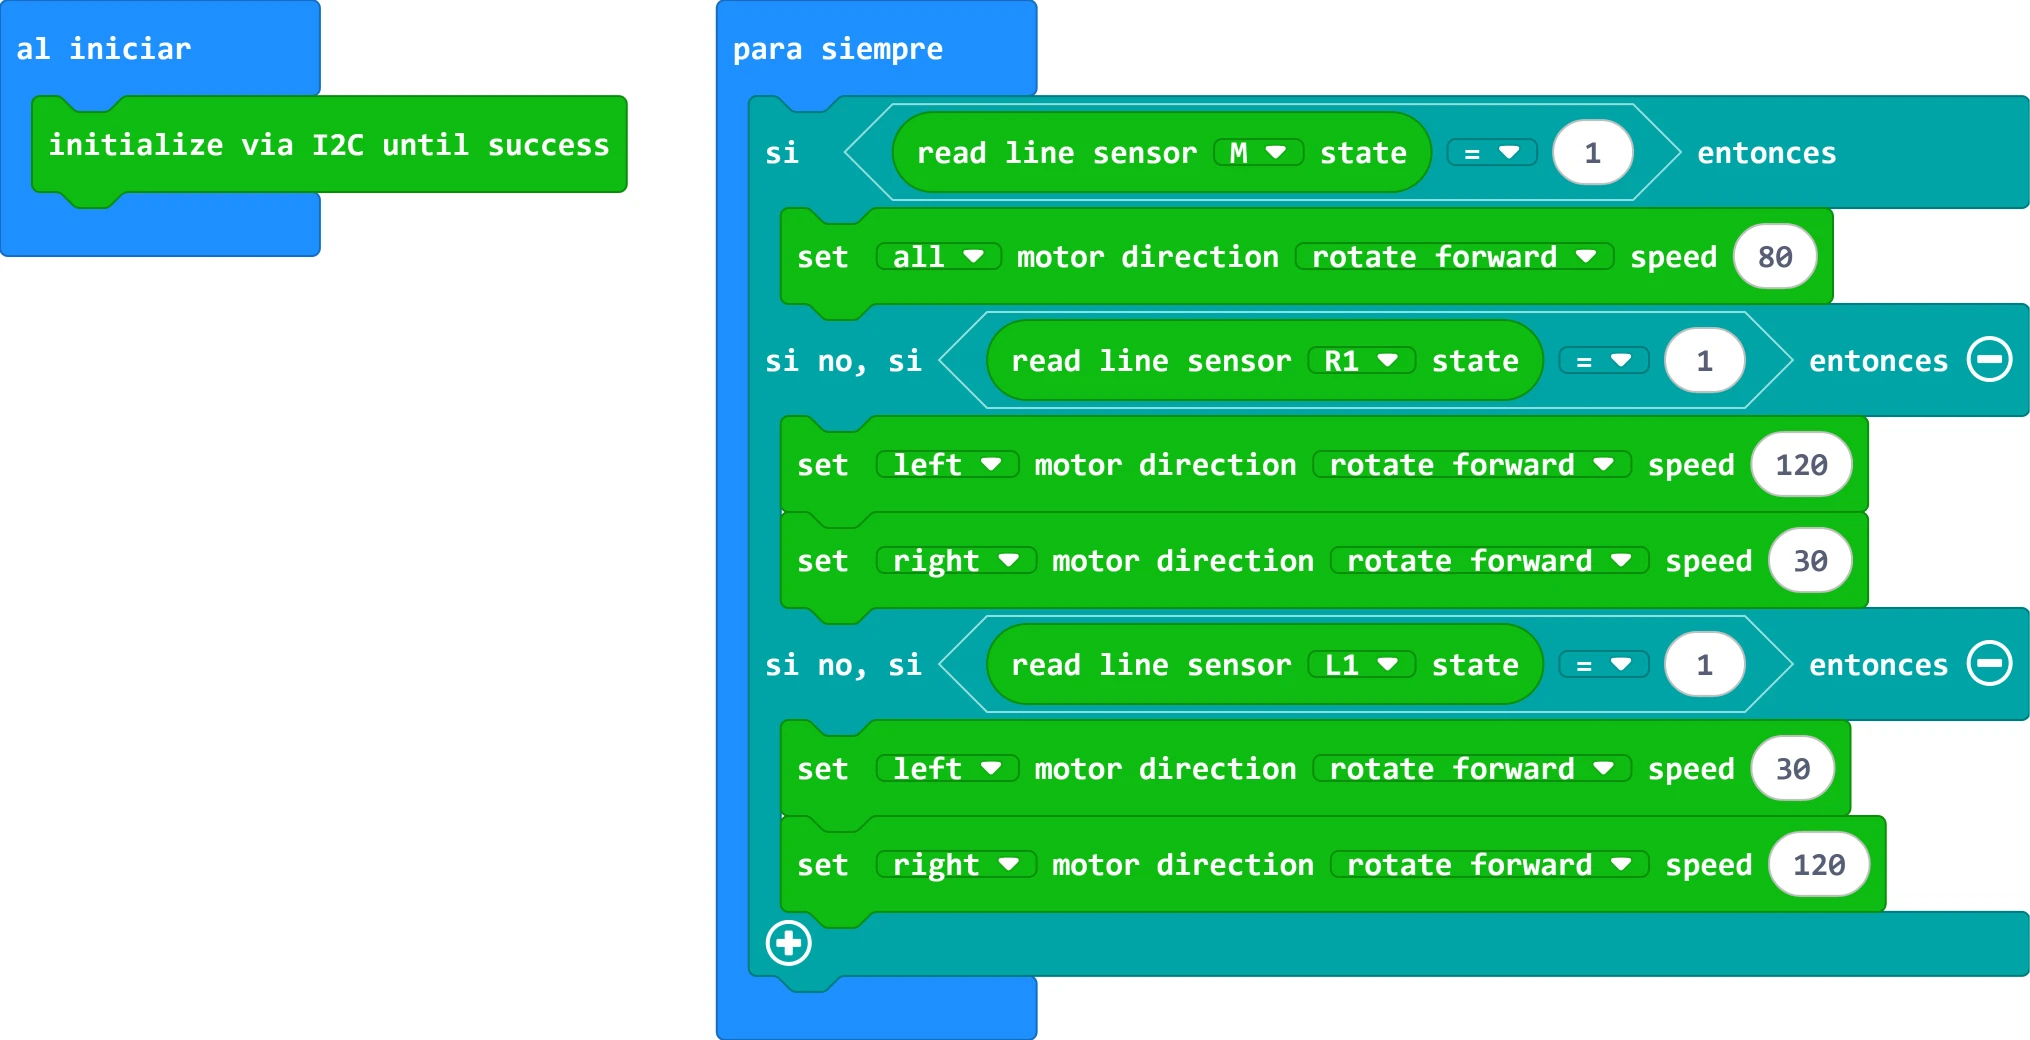 al iniciar
initialize via I2C until success
para siempre
si read line sensor M state = 1 entonces
set all motor direction rotate forward speed 80
si no, si read line sensor R1 state = 1 entonces
set left motor direction rotate forward speed 120
set right motor direction rotate forward speed 30
si no, si read line sensor L1 state = 1 entonces
set left motor direction rotate forward speed 30
set right motor direction rotate forward speed 120